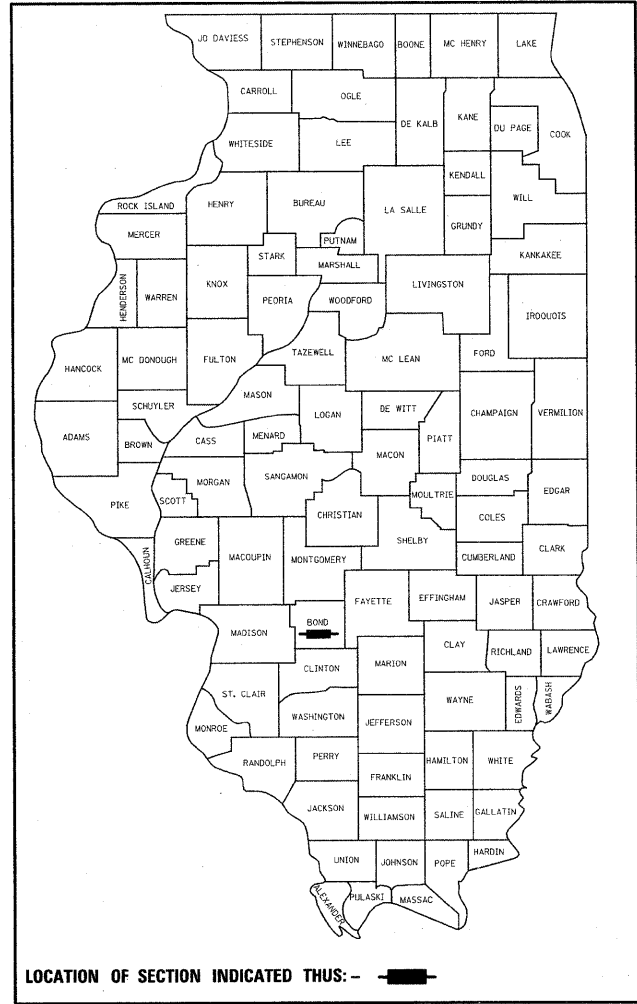 JO DAVIESS
STEPHENSON
WINNEBAGO
BOONE
MC HENRY
LAKE
CARROLL
OGLE
DE KALB
KANE
DU PAGE
COOK
WHITESIDE
LEE
KENDALL
WILL
ROCK ISLAND
HENRY
BUREAU
LA SALLE
GRUNDY
MERCER
PUTNAM
STARK
MARSHALL
KANKAKEE
HENDERSON
WARREN
KNOX
PEORIA
WOODFORD
LIVINGSTON
IROQUOIS
HANCOCK
MC DONOUGH
FULTON
TAZEWELL
MC LEAN
FORD
SCHUYLER
MASON
LOGAN
DE WITT
CHAMPAIGN
VERMILION
ADAMS
BROWN
CASS
MENARD
MACON
PIATT
PIKE
SCOTT
MORGAN
SANGAMON
CHRISTIAN
MOULTRIE
DOUGLAS
EDGAR
COLES
CALHOUN
GREENE
MACOUPIN
MONTGOMERY
SHELBY
CUMBERLAND
CLARK
JERSEY
FAYETTE
EFFINGHAM
JASPER
CRAWFORD
MADISON
BOND
CLAY
RICHLAND
LAWRENCE
CLINTON
MARION
ST. CLAIR
WAYNE
EDWARDS
WABASH
MONROE
WASHINGTON
JEFFERSON
RANDOLPH
PERRY
HAMILTON
WHITE
FRANKLIN
JACKSON
WILLIAMSON
SALINE
GALLATIN
UNION
JOHNSON
POPE
HARDIN
ALEXANDER
PULASKI
MASSAC
LOCATION OF SECTION INDICATED THUS: -